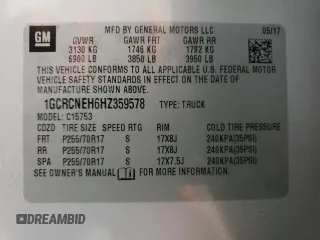 GM
MFD BY GENERAL MOTORS LLC 05/17
GVWR GAWR FRT GAWR RR
3130 KG 1746 KG 1792 KG
6900 LB 3850 LB 3950 LB
THIS VEHICLE CONFORMS TO ALL APPLICABLE U.S.
FEDERAL MOTOR VEHICLE SAFETY
STANDARDS IN EFFECT ON THE DATE OF
MANUFACTURE SHOWN ABOVE.
1GCRCNEH6HZ359578 TYPE: TRUCK
MODEL: C15753
TIRE SIZE SPEED RTG RIM COLD TIRE PRESSURE
FRT P255/70R17 S 17X8J 240KPA(35PSI)
RR P255/70R17 S 17X8J 240KPA(35PSI)
SPA P255/70R17 S 17X7.5J 240KPA(35PSI)
SEE OWNER'S MANUAL FOR MORE INFORMATION
DREAMBID